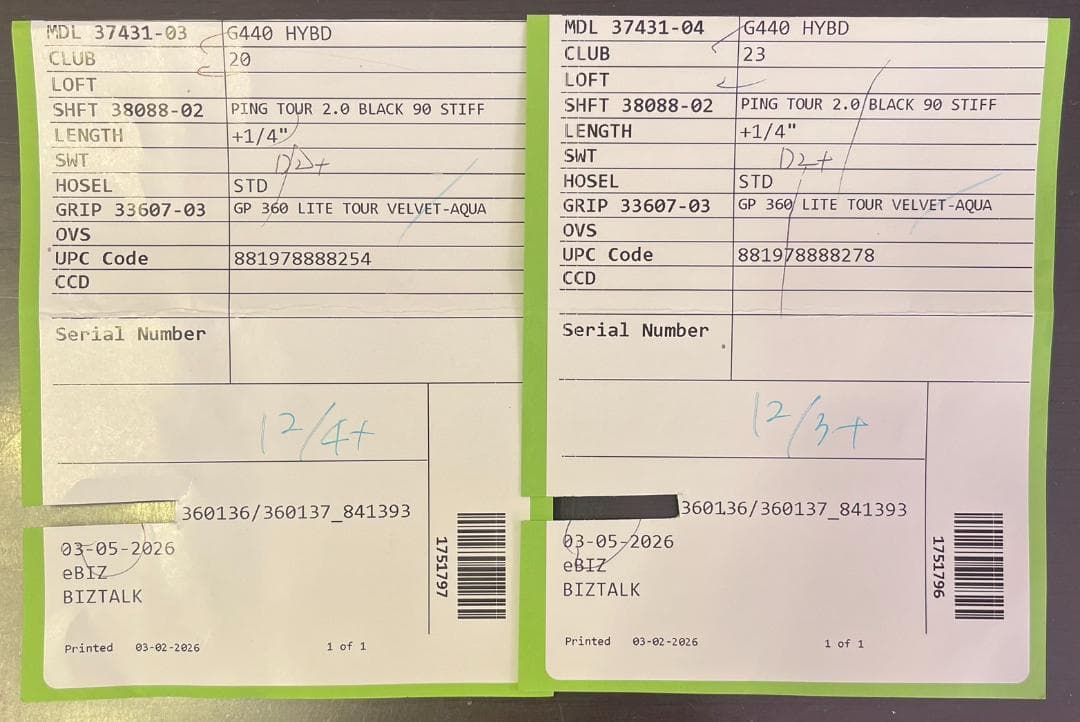 MDL 37431-03 G440 HYBD
CLUB 20
LOFT
SHFT 38088-02 PING TOUR 2.0 BLACK 90 STIFF
LENGTH +1/4"
SWT D2+
HOSEL STD
GRIP 33607-03 GP 360 LITE TOUR VELVET-AQUA
OVS
UPC Code 881978888254
CCD
Serial Number
12/4+
360136/360137_841393
03-05-2026
eBIZ
BIZTALK
1751797
Printed 03-02-2026 1 of 1
MDL 37431-04 G440 HYBD
CLUB 23
LOFT
SHFT 38088-02 PING TOUR 2.0 BLACK 90 STIFF
LENGTH +1/4"
SWT D2+
HOSEL STD
GRIP 33607-03 GP 360 LITE TOUR VELVET-AQUA
OVS
UPC Code 881978888278
CCD
Serial Number
12/3+
360136/360137_841393
03-05-2026
eBIZ
BIZTALK
1751796
Printed 03-02-2026 1 of 1